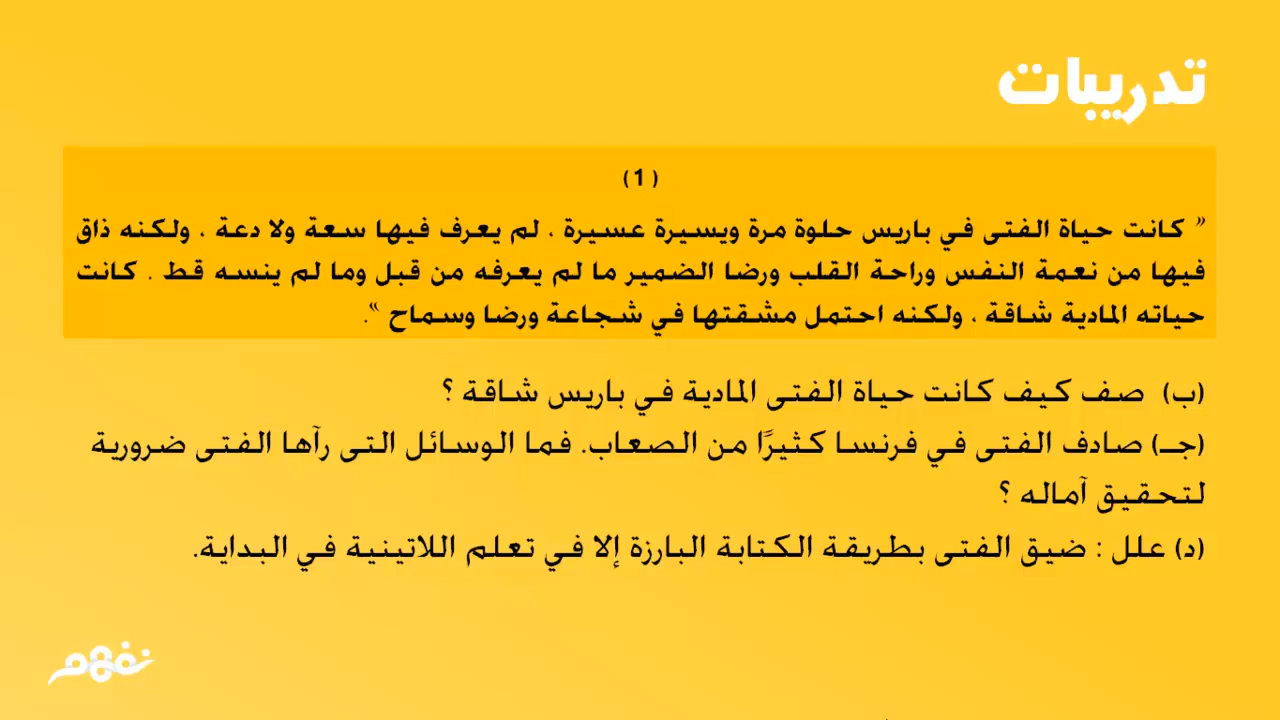 تدريبات
(1)
" كانت حياة الفتى في باريس حلوة مرة ويسيرة عسيرة ، لم يعرف فيها سعة ولا دعة ، ولكنه ذاق
فيها من نعمة النفس وراحة القلب ورضا الضمير ما لم يعرفه من قبل وما لم ينسه قط . كانت
حياته المادية شاقة ، ولكنه احتمل مشقتها في شجاعة ورضا وسماح ".
(ب) صف كيف كانت حياة الفتى المادية في باريس شاقة ؟
(جـ) صادف الفتى في فرنسا كثيرًا من الصعاب. فما الوسائل التى رآها الفتى ضرورية
لتحقيق آماله ؟
(د) علل : ضيق الفتى بطريقة الكتابة البارزة إلا في تعلم اللاتينية في البداية.
نفهم